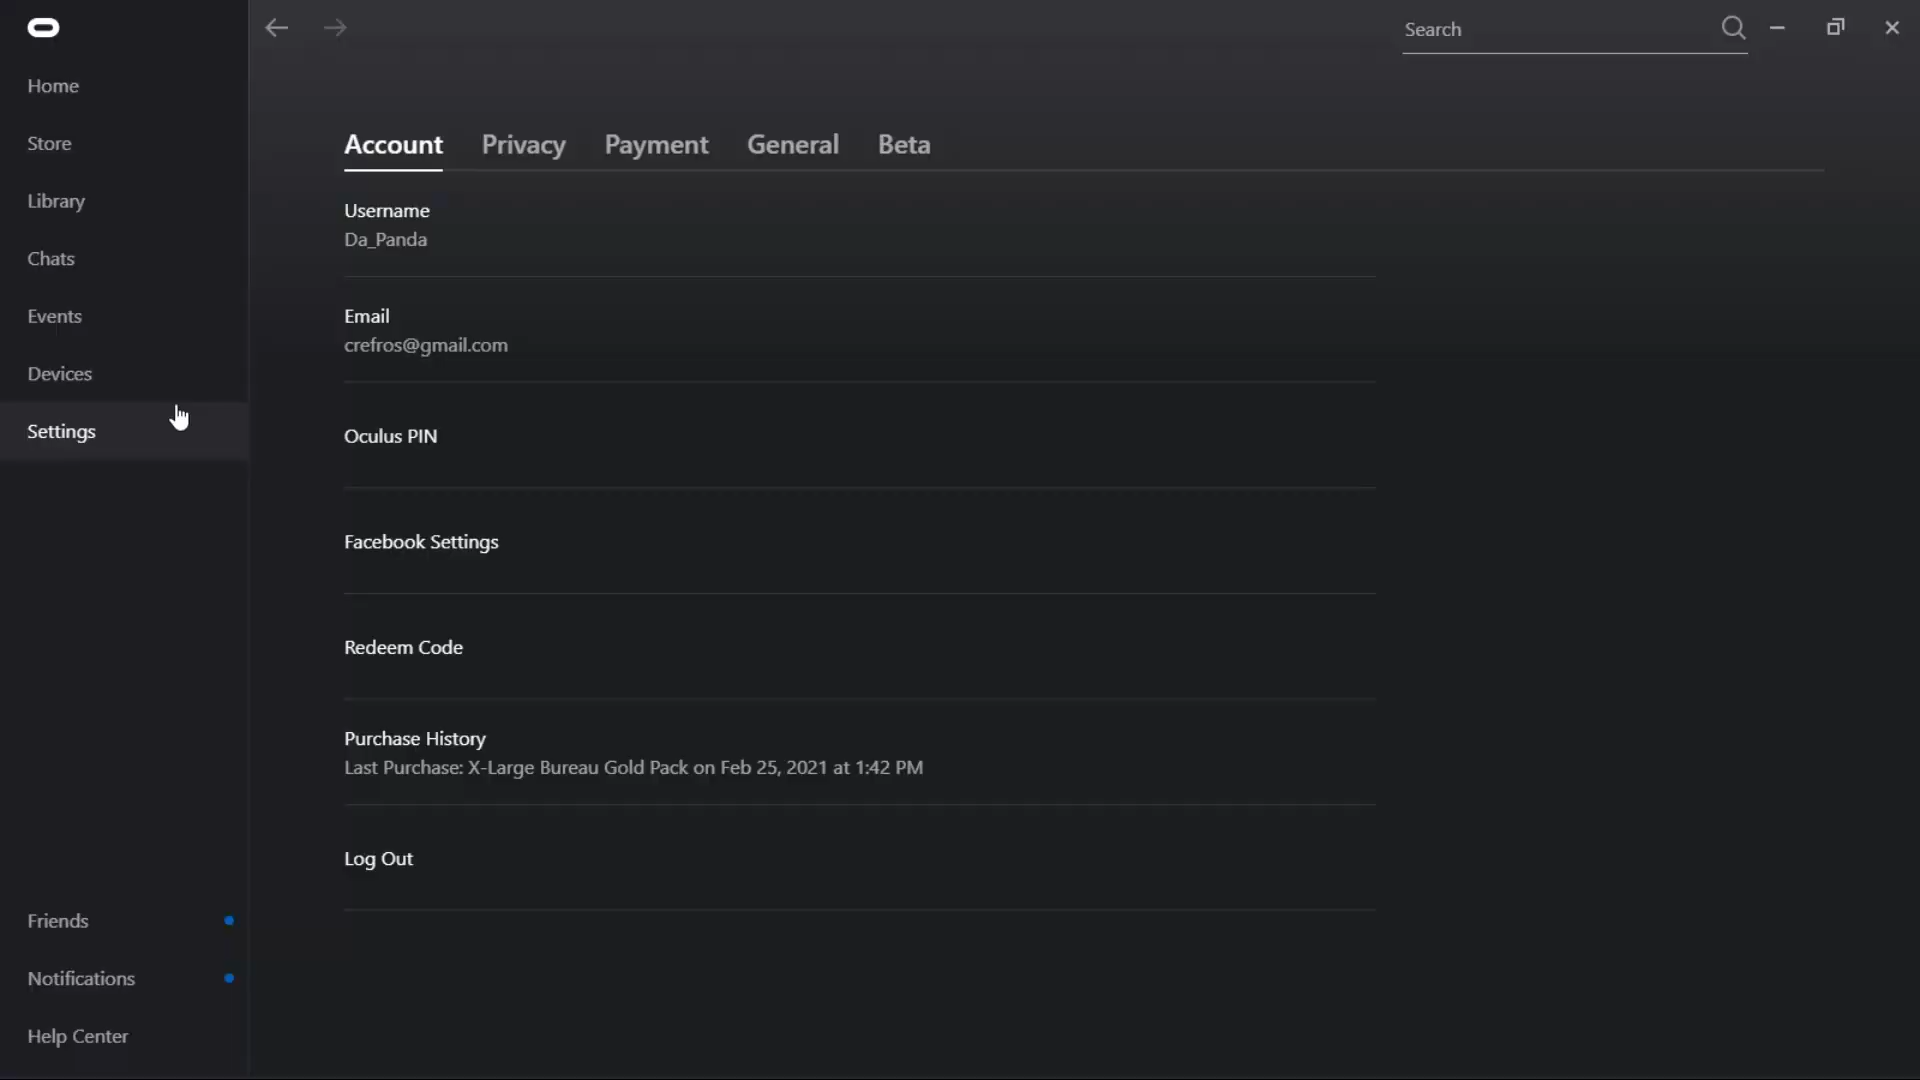 Search
Home
Store
Library
Chats
Events
Devices
Settings
Friends
Notifications
Help Center
Account Privacy Payment General Beta
Username
Da_Panda
Email
crefros@gmail.com
Oculus PIN
Facebook Settings
Redeem Code
Purchase History
Last Purchase: X-Large Bureau Gold Pack on Feb 25, 2021 at 1:42 PM
Log Out